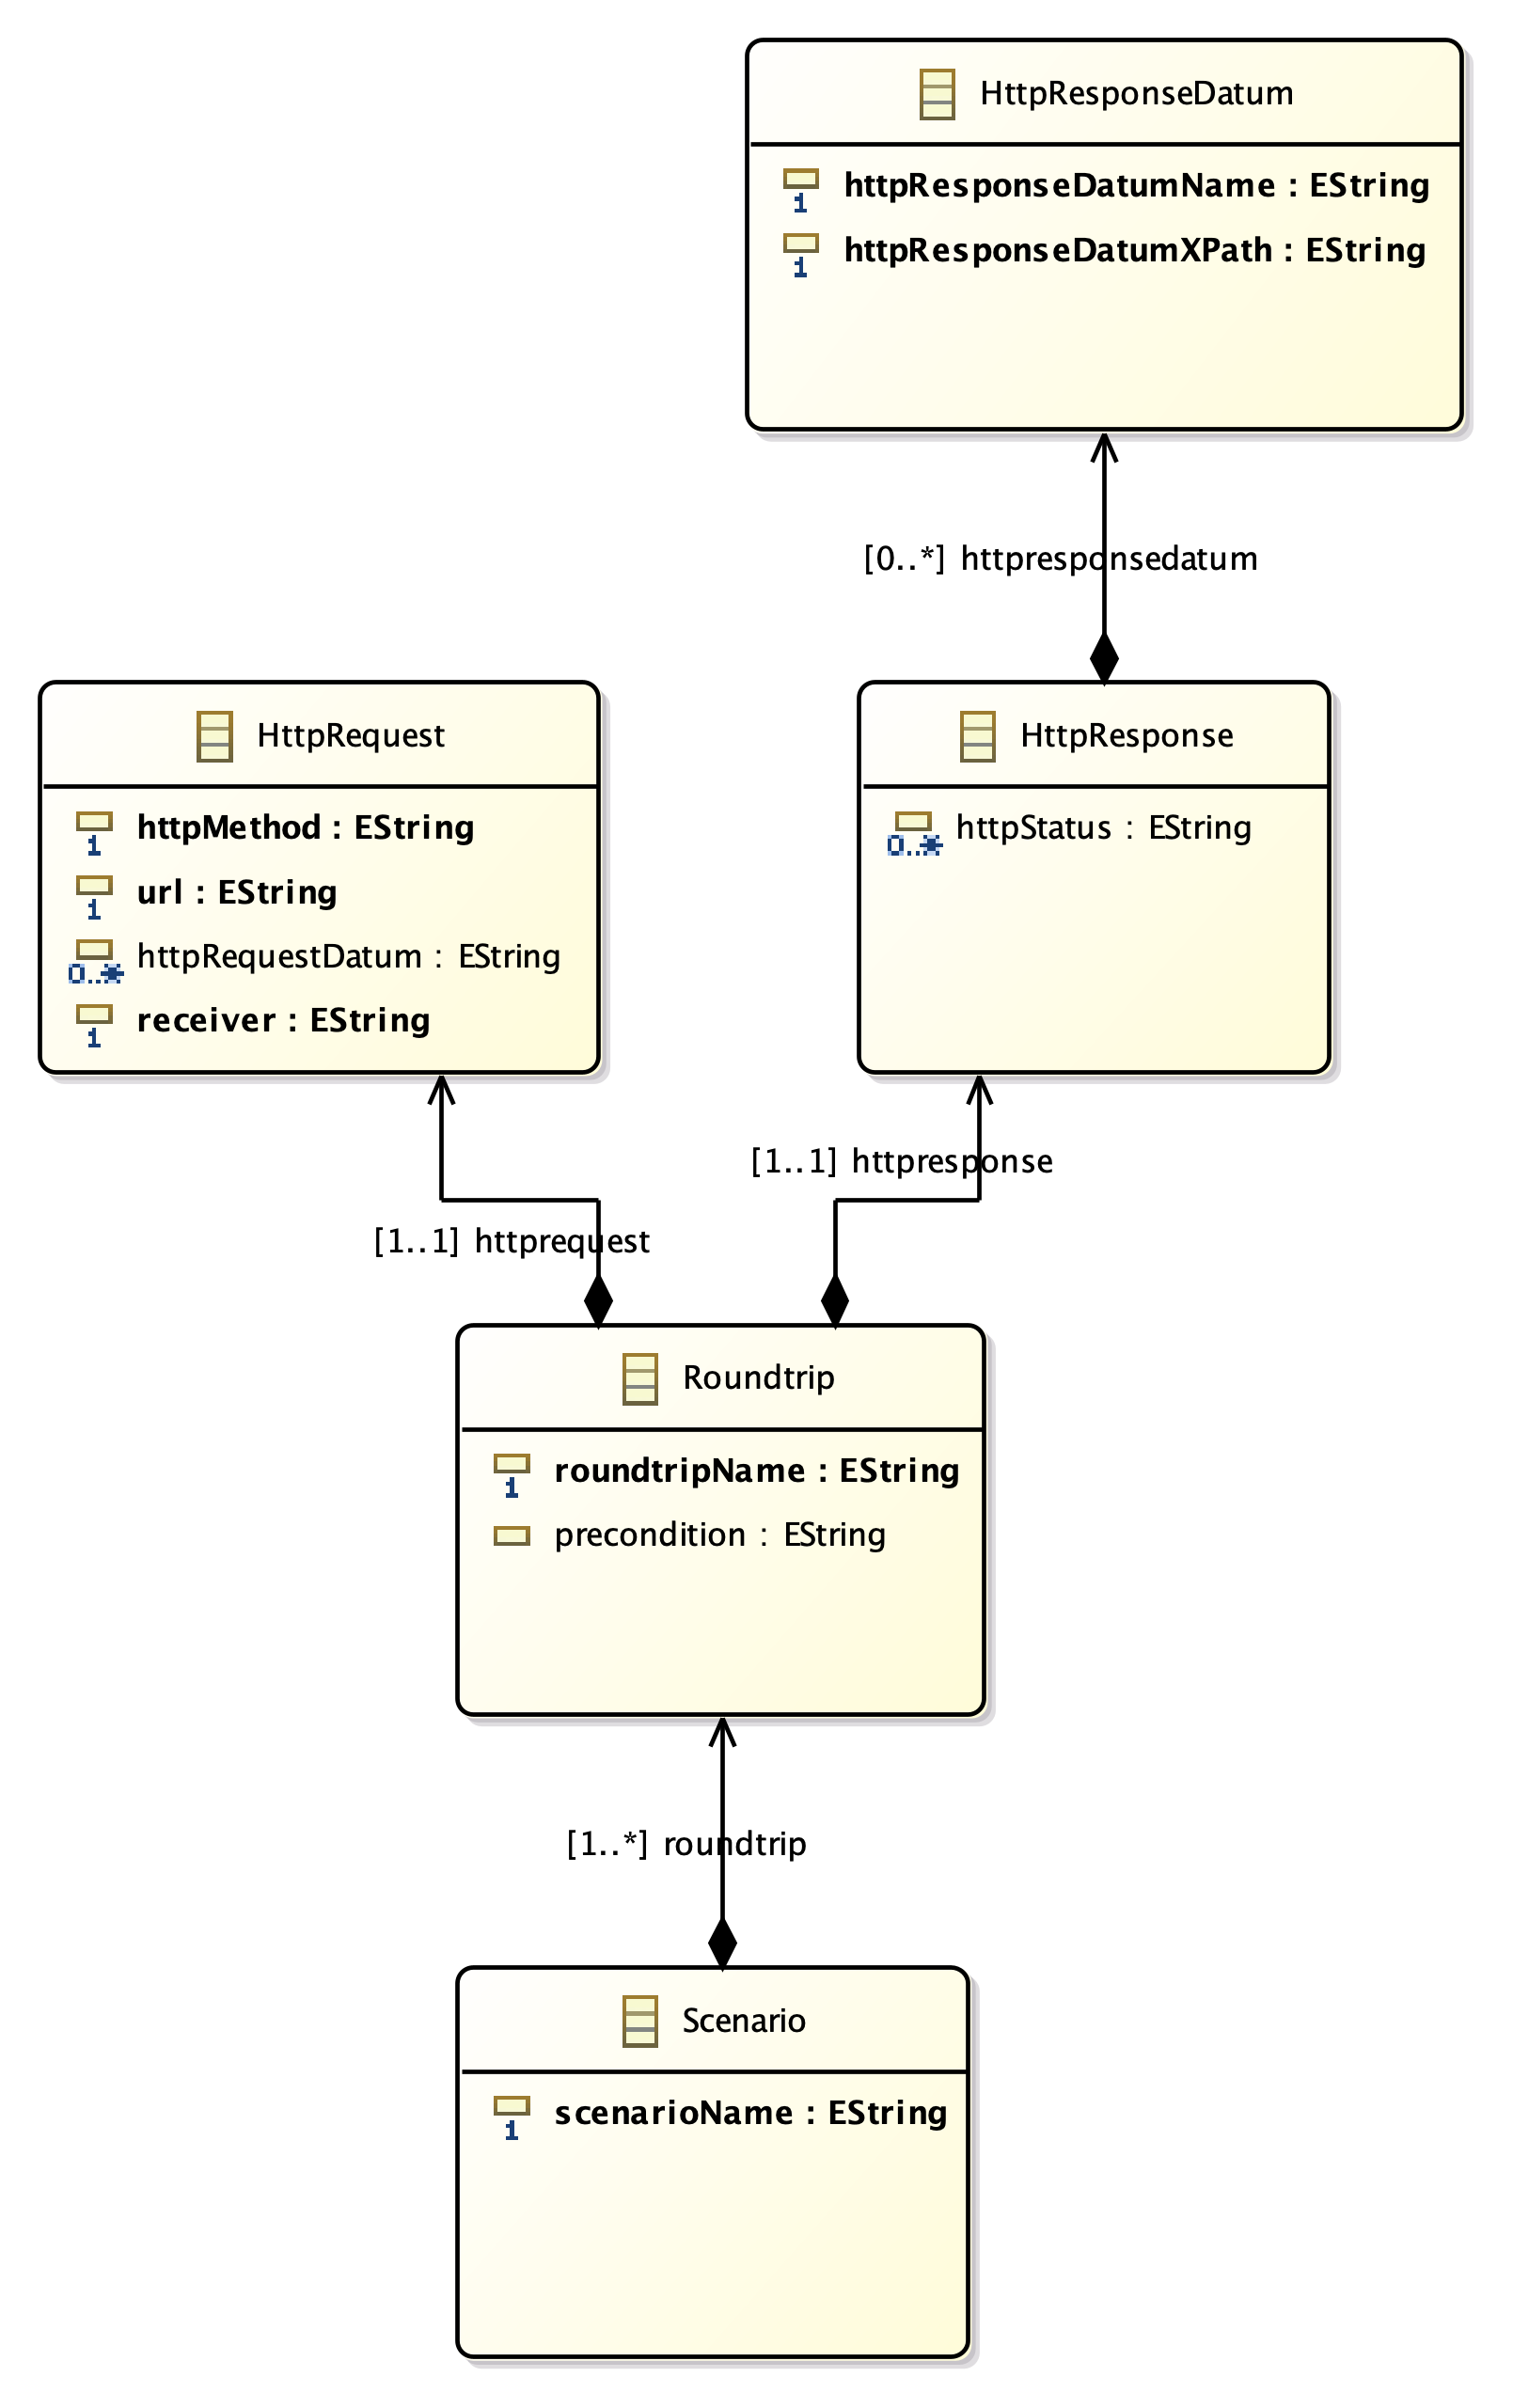 HttpResponseDatum
1 httpResponseDatumName : EString
1 httpResponseDatumXPath : EString
[0..*] httpresponsedatum
HttpRequest
1 httpMethod : EString
1 url : EString
0..* httpRequestDatum : EString
1 receiver : EString
HttpResponse
0..* httpStatus : EString
[1..1] httpresponse
[1..1] httprequest
Roundtrip
1 roundtripName : EString
precondition : EString
[1..*] roundtrip
Scenario
1 scenarioName : EString